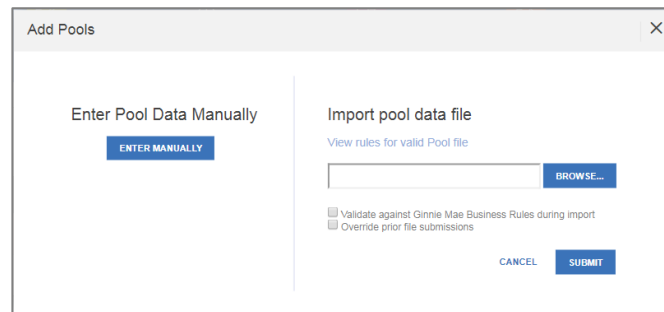 Add Pools
Enter Pool Data Manually
ENTER MANUALLY
Import pool data file
View rules for valid Pool file
BROWSE...
Validate against Ginnie Mae Business Rules during import
Override prior file submissions
CANCEL
SUBMIT